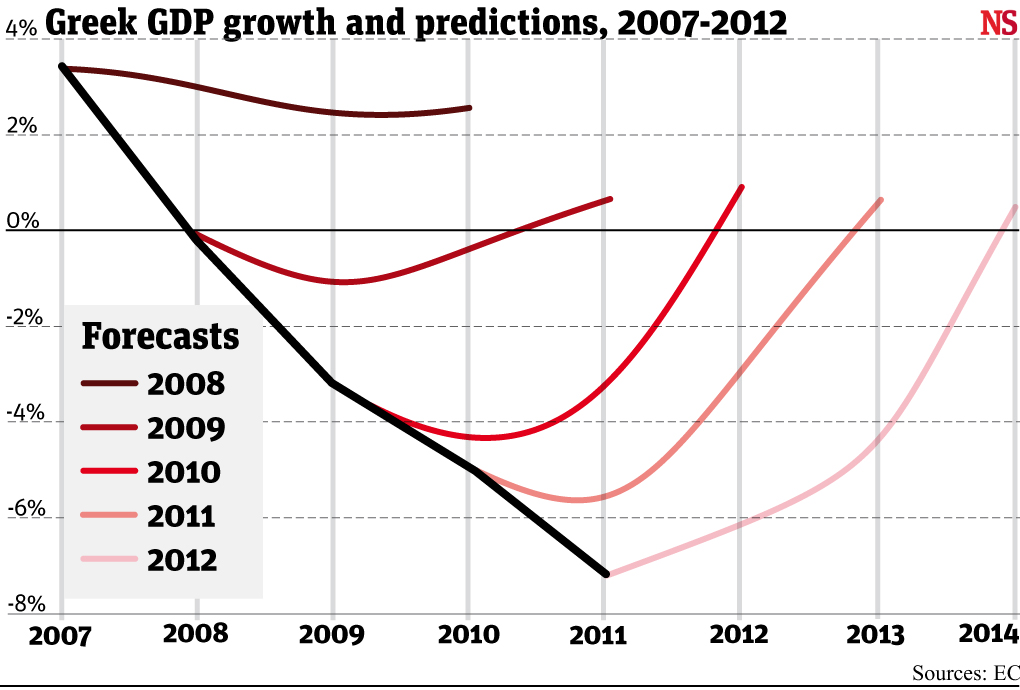 Greek GDP growth and predictions, 2007-2012
NS
4%
2%
0%
-2%
-4%
-6%
-8%
Forecasts
2008
2009
2010
2011
2012
2007 2008 2009 2010 2011 2012 2013 2014
Sources: EC